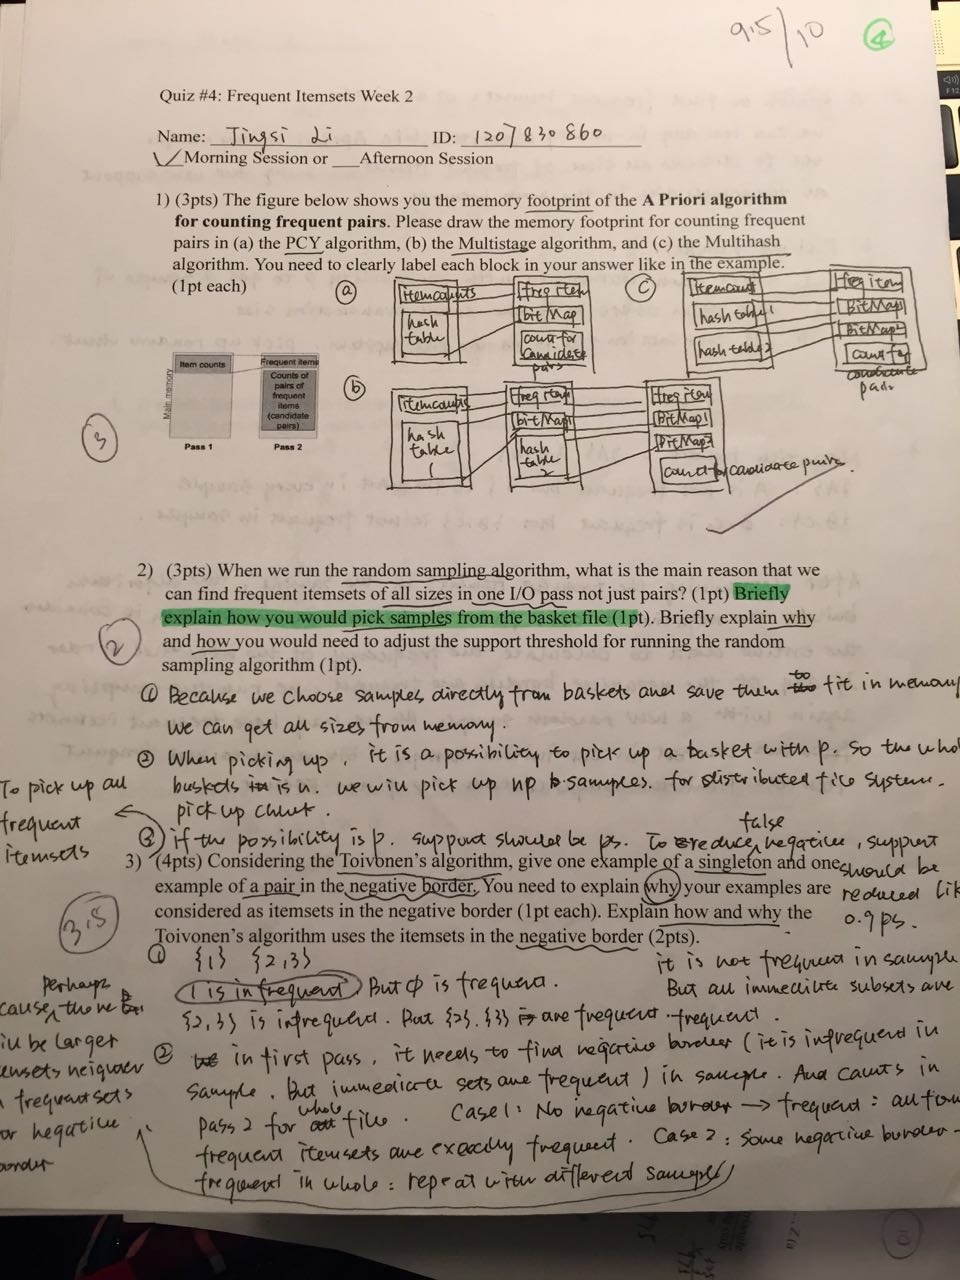 9.5/10
4
Quiz #4: Frequent Itemsets Week 2
Name: Jingsi Li ID: 1207830860
✓ Morning Session or ___ Afternoon Session
1) (3pts) The figure below shows you the memory footprint of the A Priori algorithm
for counting frequent pairs. Please draw the memory footprint for counting frequent
pairs in (a) the PCY algorithm, (b) the Multistage algorithm, and (c) the Multihash
algorithm. You need to clearly label each block in your answer like in the example.
(1pt each)
a
itemcounts
hash
table
freq item
bit Map
count for
candidate
pairs
c
itemcount
hash table 1
hash table 2
freq item
BitMap1
BitMap2
count for
candidate
pair
Main memory
Item counts
Pass 1
Frequent items
Counts of
pairs of
frequent
items
(candidate
pairs)
Pass 2
b
itemcounts
hash
table
1
freq item
bitMap1
hash
table
2
freq item
BitMap1
BitMap2
count for candidate pairs.
3
2) (3pts) When we run the random sampling algorithm, what is the main reason that we
can find frequent itemsets of all sizes in one I/O pass not just pairs? (1pt) Briefly
explain how you would pick samples from the basket file (1pt). Briefly explain why
and how you would need to adjust the support threshold for running the random
sampling algorithm (1pt).
2
① Because we choose samples directly from baskets and save them to fit in memory
we can get all sizes from memory.
② When picking up, it is a possibility to pick up a basket with p. so the who
baskets is n. we will pick up np samples. for distributed file system.
pick up chunk.
To pick up all
frequent
itemsets
③ if the possibility is p. support should be ps. To reduce false negative, support
should be
reduced lik
0.9ps.
3) (4pts) Considering the Toivonen's algorithm, give one example of a singleton and one
example of a pair in the negative border. You need to explain why your examples are
considered as itemsets in the negative border (1pt each). Explain how and why the
Toivonen's algorithm uses the itemsets in the negative border (2pts).
3.5
① {1} {2,3}
1 is infrequent But ∅ is frequent.
{2,3} is infrequent. But {2}. {3} are frequent. frequent.
it is not frequent in sample
But all immediate subsets are
② in first pass, it needs to find negative border (it is infrequent in
sample. But immediate sets are frequent) in sample. And counts in
pass 2 for whole file. Case 1: No negative border → frequent: all
frequent itemsets are exactly frequent. Case 2: some negative border
frequent in whole: repeat with different sample
perhaps
cause there
be larger
frequent sets
or negative
border